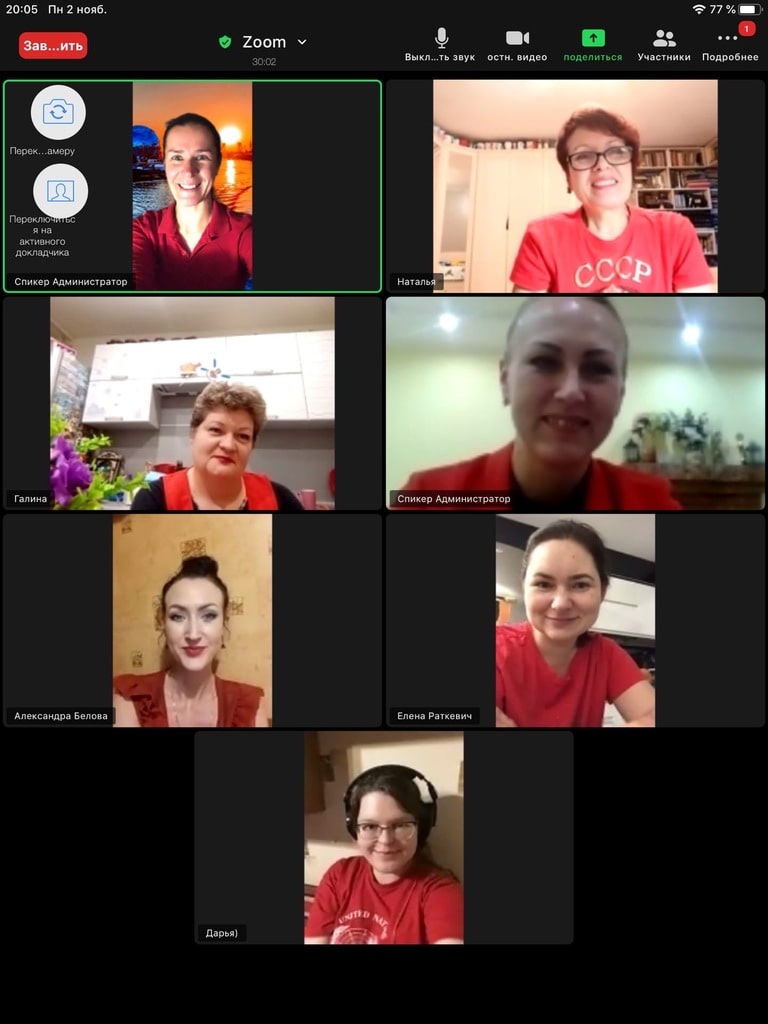 20:05 Пн 2 нояб.
77 %
Зав...ить
Zoom
30:02
Выкл...ть звук
остн. видео
поделиться
Участники
1
Подробнее
Перек...амеру
Переключитьс
я на
активного
докладчика
Спикер Администратор
СССР
Наталья
Галина
Спикер Администратор
Александра Белова
Елена Раткевич
UNITED NAT
Дарья)